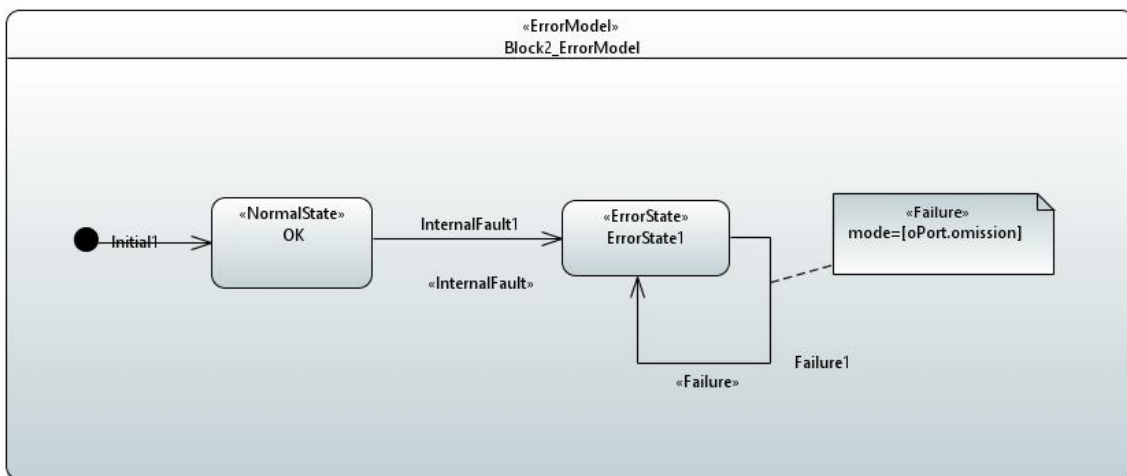 «ErrorModel»
Block2_ErrorModel
Initial1
«NormalState»
OK
InternalFault1
«InternalFault»
«ErrorState»
ErrorState1
«Failure»
mode=[oPort.omission]
Failure1
«Failure»